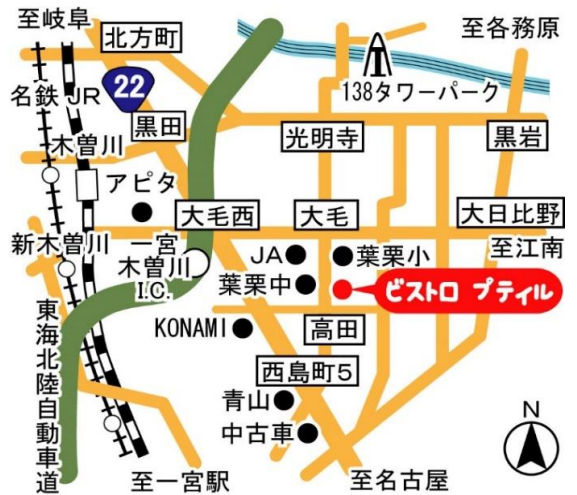 至岐阜
北方町
至各務原
名鉄
JR
22
138タワーパーク
黒田
光明寺
黒岩
木曽川
アピタ
大毛西
大毛
大日比野
新木曽川
一宮
木曽川
I.C.
JA
葉栗小
至江南
葉栗中
ビストロ プティル
KONAMI
高田
東海北陸自動車道
西島町5
青山
中古車
N
至一宮駅
至名古屋